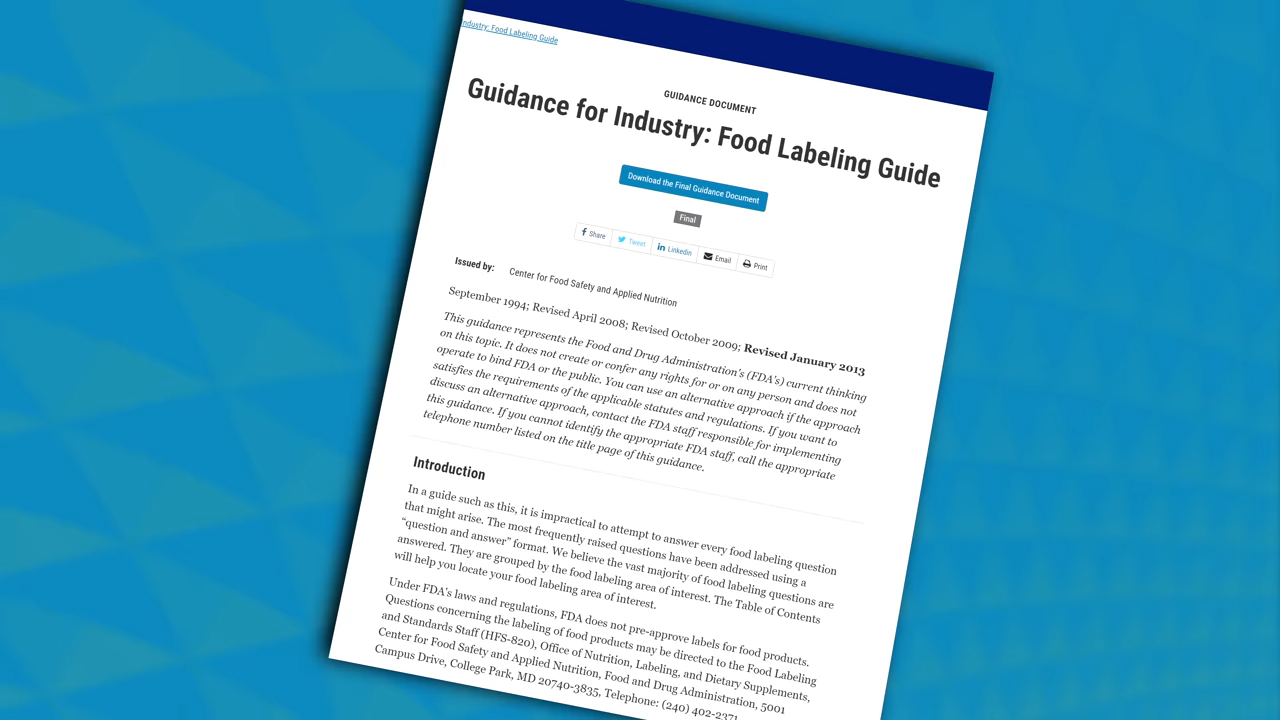 ndustry: Food Labeling Guide
GUIDANCE DOCUMENT
Guidance for Industry: Food Labeling Guide
Download the Final Guidance Document
Final
Share Tweet Linkedin Email Print
Issued by: Center for Food Safety and Applied Nutrition
September 1994; Revised April 2008; Revised October 2009; Revised January 2013
This guidance represents the Food and Drug Administration's (FDA's) current thinking
on this topic. It does not create or confer any rights for or on any person and does not
operate to bind FDA or the public. You can use an alternative approach if the approach
satisfies the requirements of the applicable statutes and regulations. If you want to
discuss an alternative approach, contact the FDA staff responsible for implementing
this guidance. If you cannot identify the appropriate FDA staff, call the appropriate
telephone number listed on the title page of this guidance.
Introduction
In a guide such as this, it is impractical to attempt to answer every food labeling question
that might arise. The most frequently raised questions have been addressed using a
“question and answer” format. We believe the vast majority of food labeling questions are
answered. They are grouped by the food labeling area of interest. The Table of Contents
will help you locate your food labeling area of interest.
Under FDA's laws and regulations, FDA does not pre-approve labels for food products.
Questions concerning the labeling of food products may be directed to the Food Labeling
and Standards Staff (HFS-820), Office of Nutrition, Labeling, and Dietary Supplements,
Center for Food Safety and Applied Nutrition, Food and Drug Administration, 5001
Campus Drive, College Park, MD 20740-3835, Telephone: (240) 402-2371